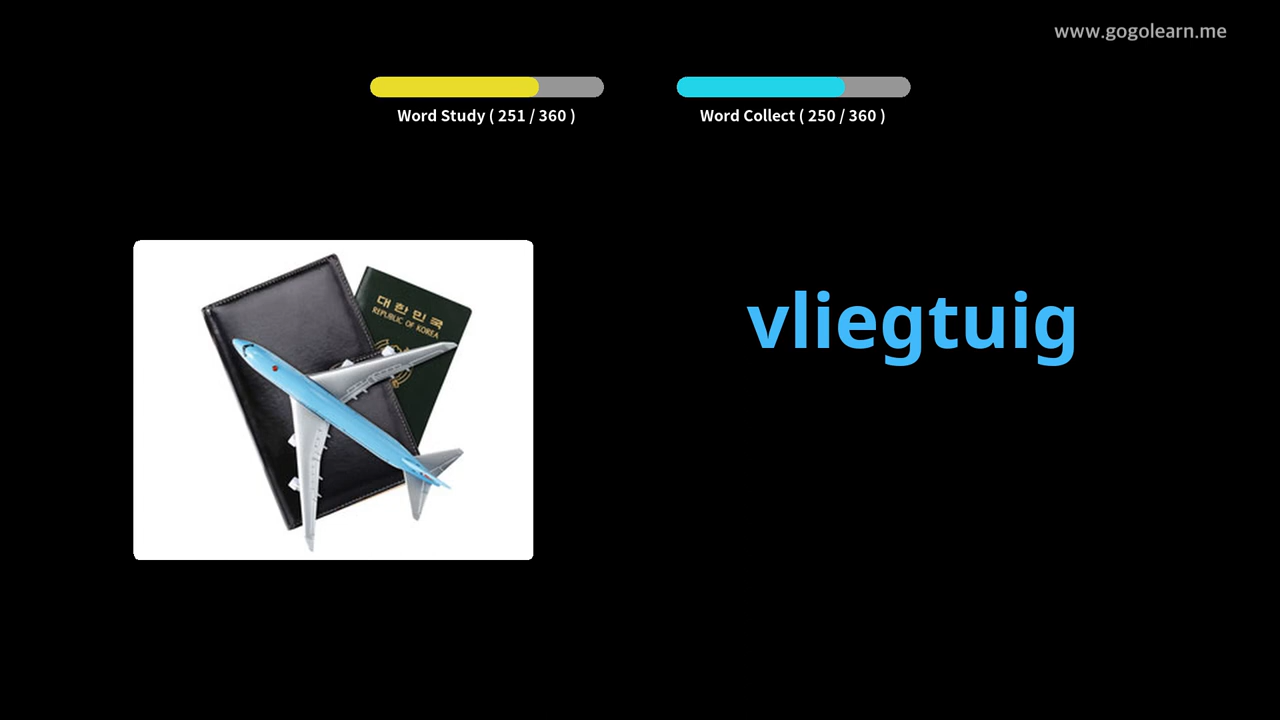 www.gogolearn.me
Word Study ( 251 / 360 )
Word Collect ( 250 / 360 )
대한민국
REPUBLIC OF KOREA
vliegtuig